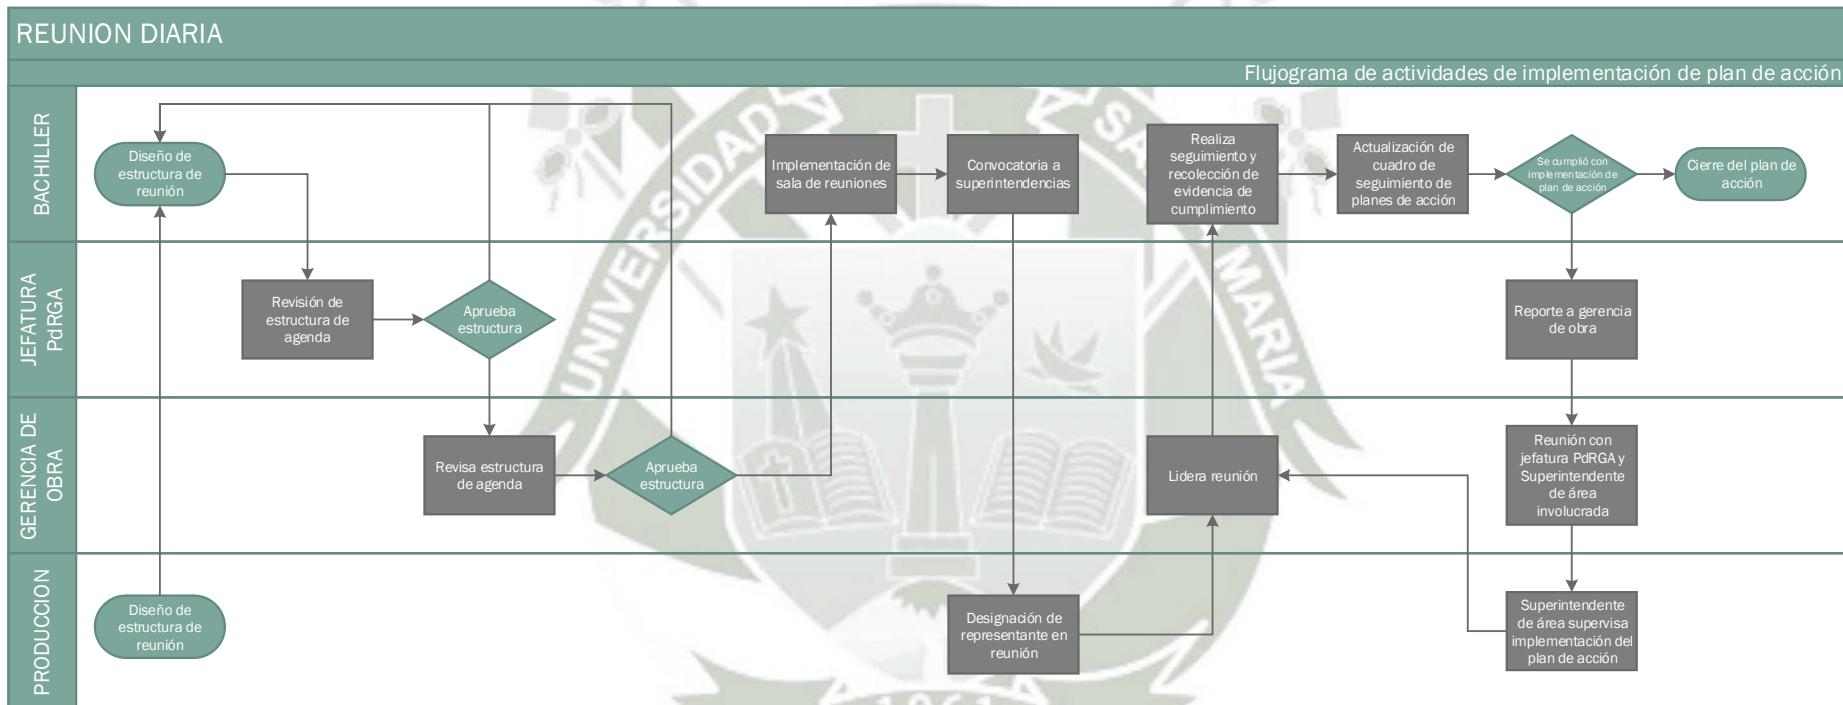 REUNION DIARIA
Flujograma de actividades de implementación de plan de acción
BACHILLER
Diseño de
estructura de
reunión
Implementación de
sala de reuniones
Convocatoria a
superintendencias
Realiza
seguimiento y
recolección de
evidencia de
cumplimiento
Actualización de
cuadro de
seguimiento de
planes de acción
Se cumplió con
implementación de
plan de acción
Cierre del plan de
acción
JEFATURA
PdRGA
Revisión de
estructura de
agenda
Aprueba
estructura
Reporte a gerencia
de obra
GERENCIA DE
OBRA
Revisa estructura
de agenda
Aprueba
estructura
Lidera reunión
Reunión con
jefatura PdRGA y
Superintendente
de área
involucrada
PRODUCCION
Diseño de
estructura de
reunión
Designación de
representante en
reunión
Superintendente
de área supervisa
implementación del
plan de acción
UNIVERSIDAD
SANTA MARIA
1961